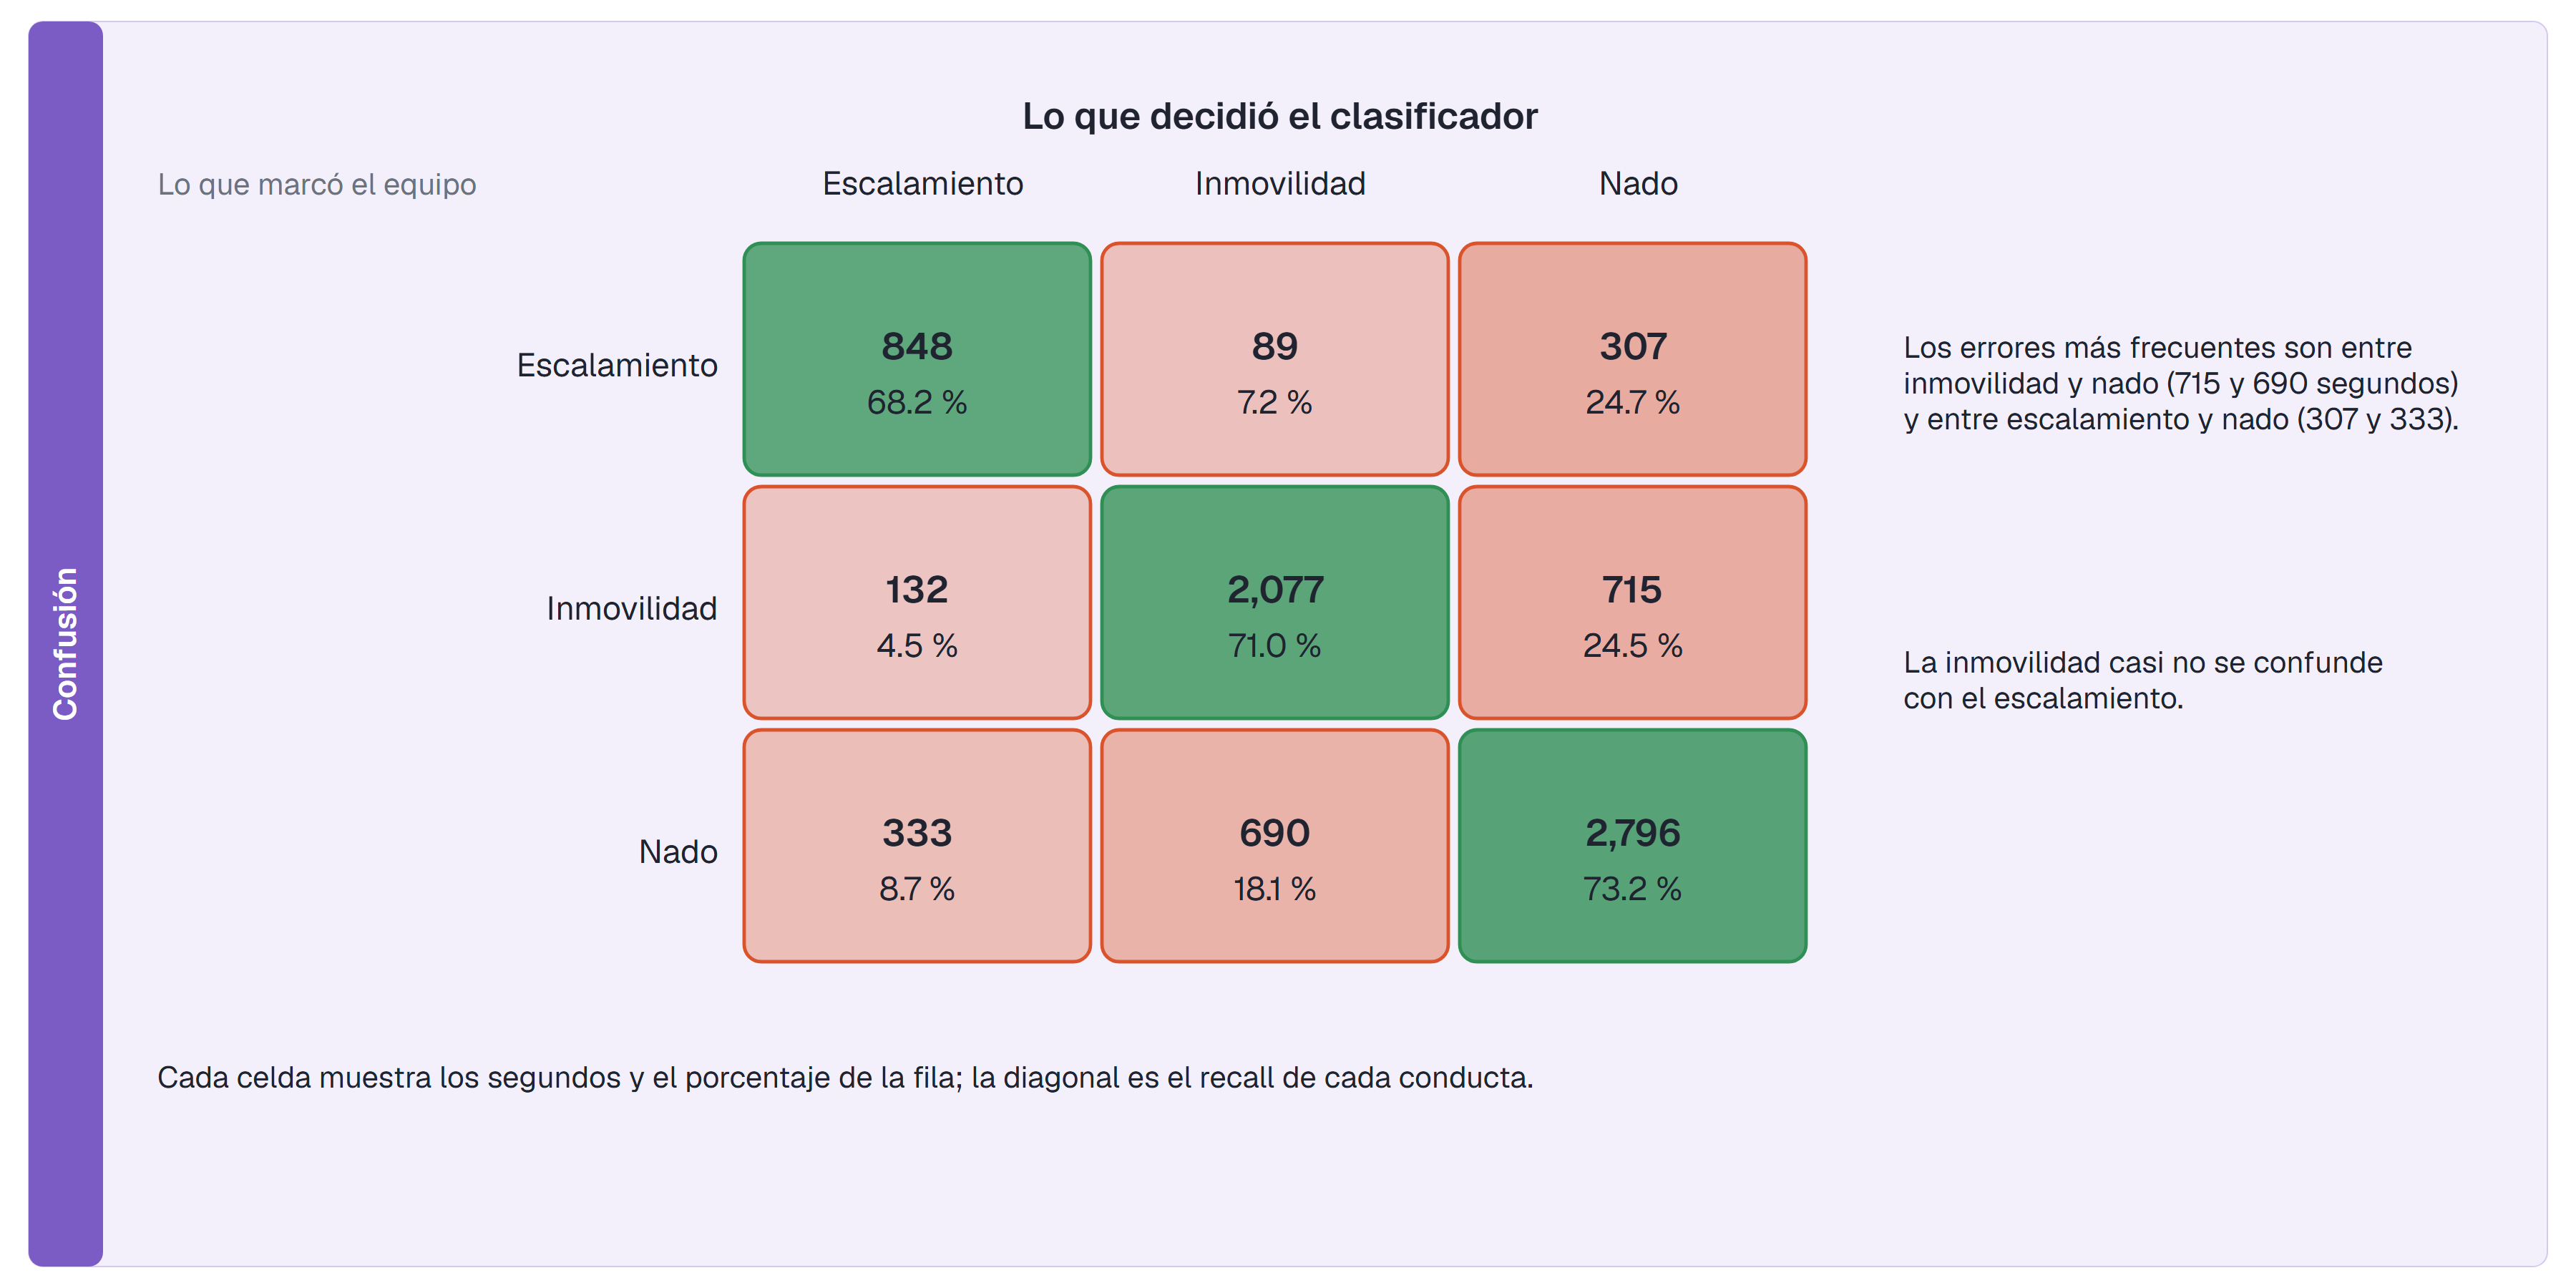 Confusión
Lo que decidió el clasificador
Lo que marcó el equipo
Escalamiento
Inmovilidad
Nado
Escalamiento
848
68.2 %
89
7.2 %
307
24.7 %
Inmovilidad
132
4.5 %
2,077
71.0 %
715
24.5 %
Nado
333
8.7 %
690
18.1 %
2,796
73.2 %
Los errores más frecuentes son entre
inmovilidad y nado (715 y 690 segundos)
y entre escalamiento y nado (307 y 333).
La inmovilidad casi no se confunde
con el escalamiento.
Cada celda muestra los segundos y el porcentaje de la fila; la diagonal es el recall de cada conducta.